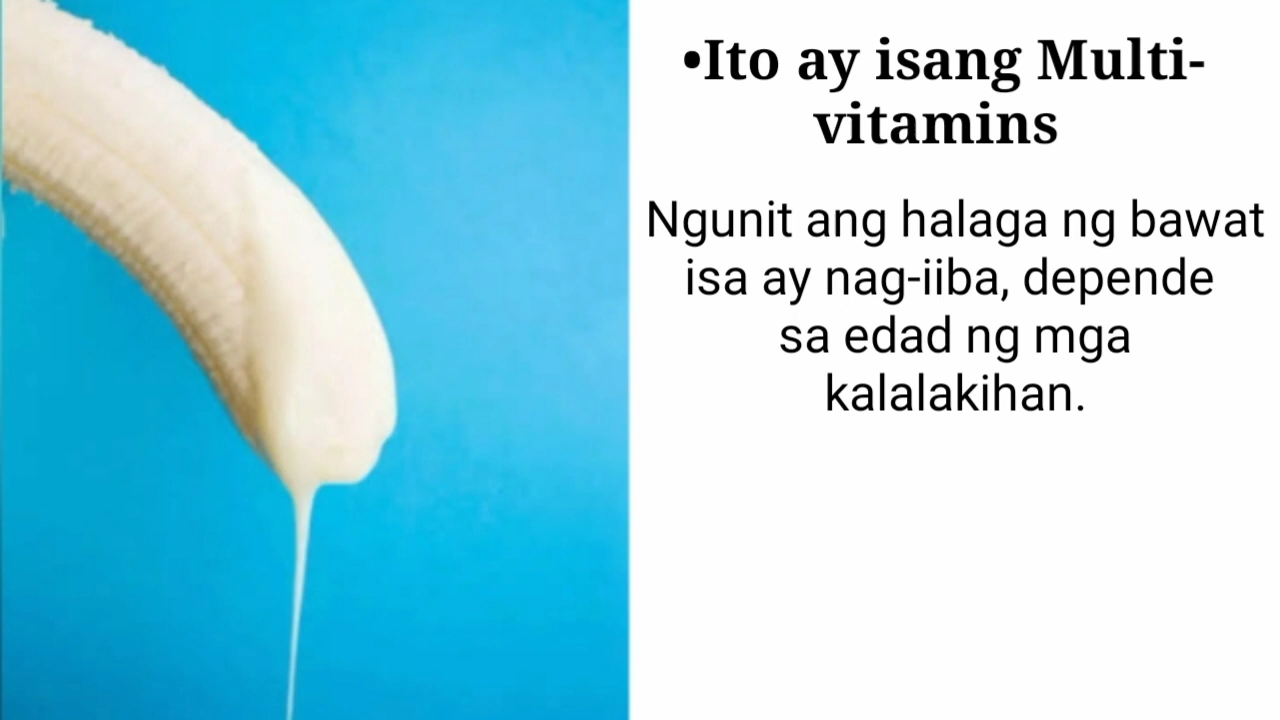 •Ito ay isang Multi-
vitamins
Ngunit ang halaga ng bawat
isa ay nag-iiba, depende
sa edad ng mga
kalalakihan.